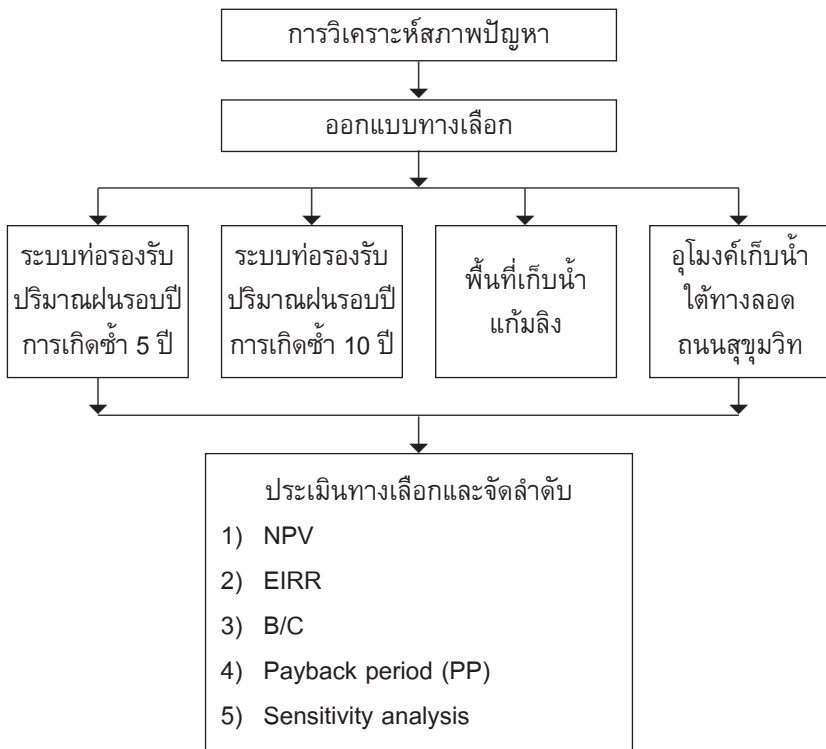 การวิเคราะห์สภาพปัญหา
ออกแบบทางเลือก
ระบบท่อรองรับ
ปริมาณฝนรอบปี
การเกิดซ้ำ 5 ปี
ระบบท่อรองรับ
ปริมาณฝนรอบปี
การเกิดซ้ำ 10 ปี
พื้นที่เก็บน้ำ
แก้มลิง
อุโมงค์เก็บน้ำ
ใต้ทางลอด
ถนนสุขุมวิท
ประเมินทางเลือกและจัดลำดับ
1) NPV
2) EIRR
3) B/C
4) Payback period (PP)
5) Sensitivity analysis